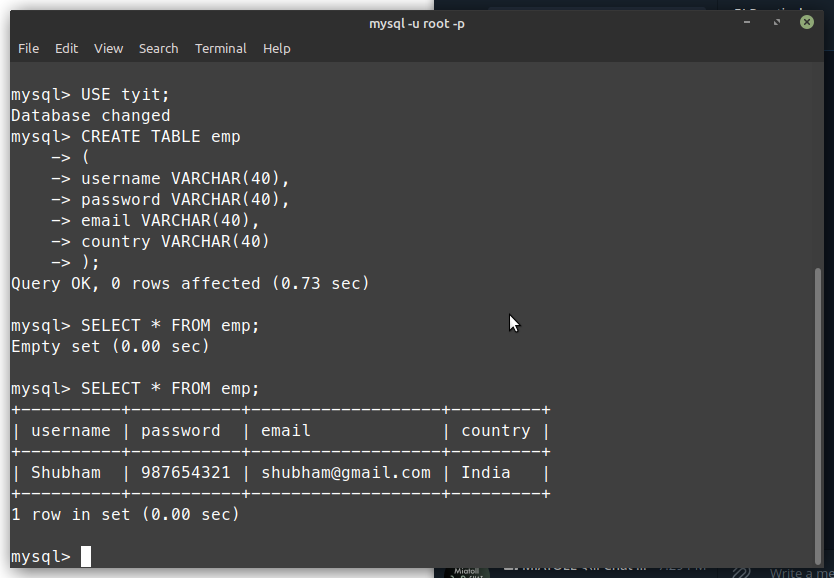 mysql -u root -p
File Edit View Search Terminal Help
mysql> USE tyit;
Database changed
mysql> CREATE TABLE emp
    -> (
    -> username VARCHAR(40),
    -> password VARCHAR(40),
    -> email VARCHAR(40),
    -> country VARCHAR(40)
    -> );
Query OK, 0 rows affected (0.73 sec)
mysql> SELECT * FROM emp;
Empty set (0.00 sec)
mysql> SELECT * FROM emp;
+----------+-----------+-------------------+---------+
| username | password  | email             | country |
+----------+-----------+-------------------+---------+
| Shubham  | 987654321 | shubham@gmail.com | India   |
+----------+-----------+-------------------+---------+
1 row in set (0.00 sec)
mysql>
Miatoll
Write a me